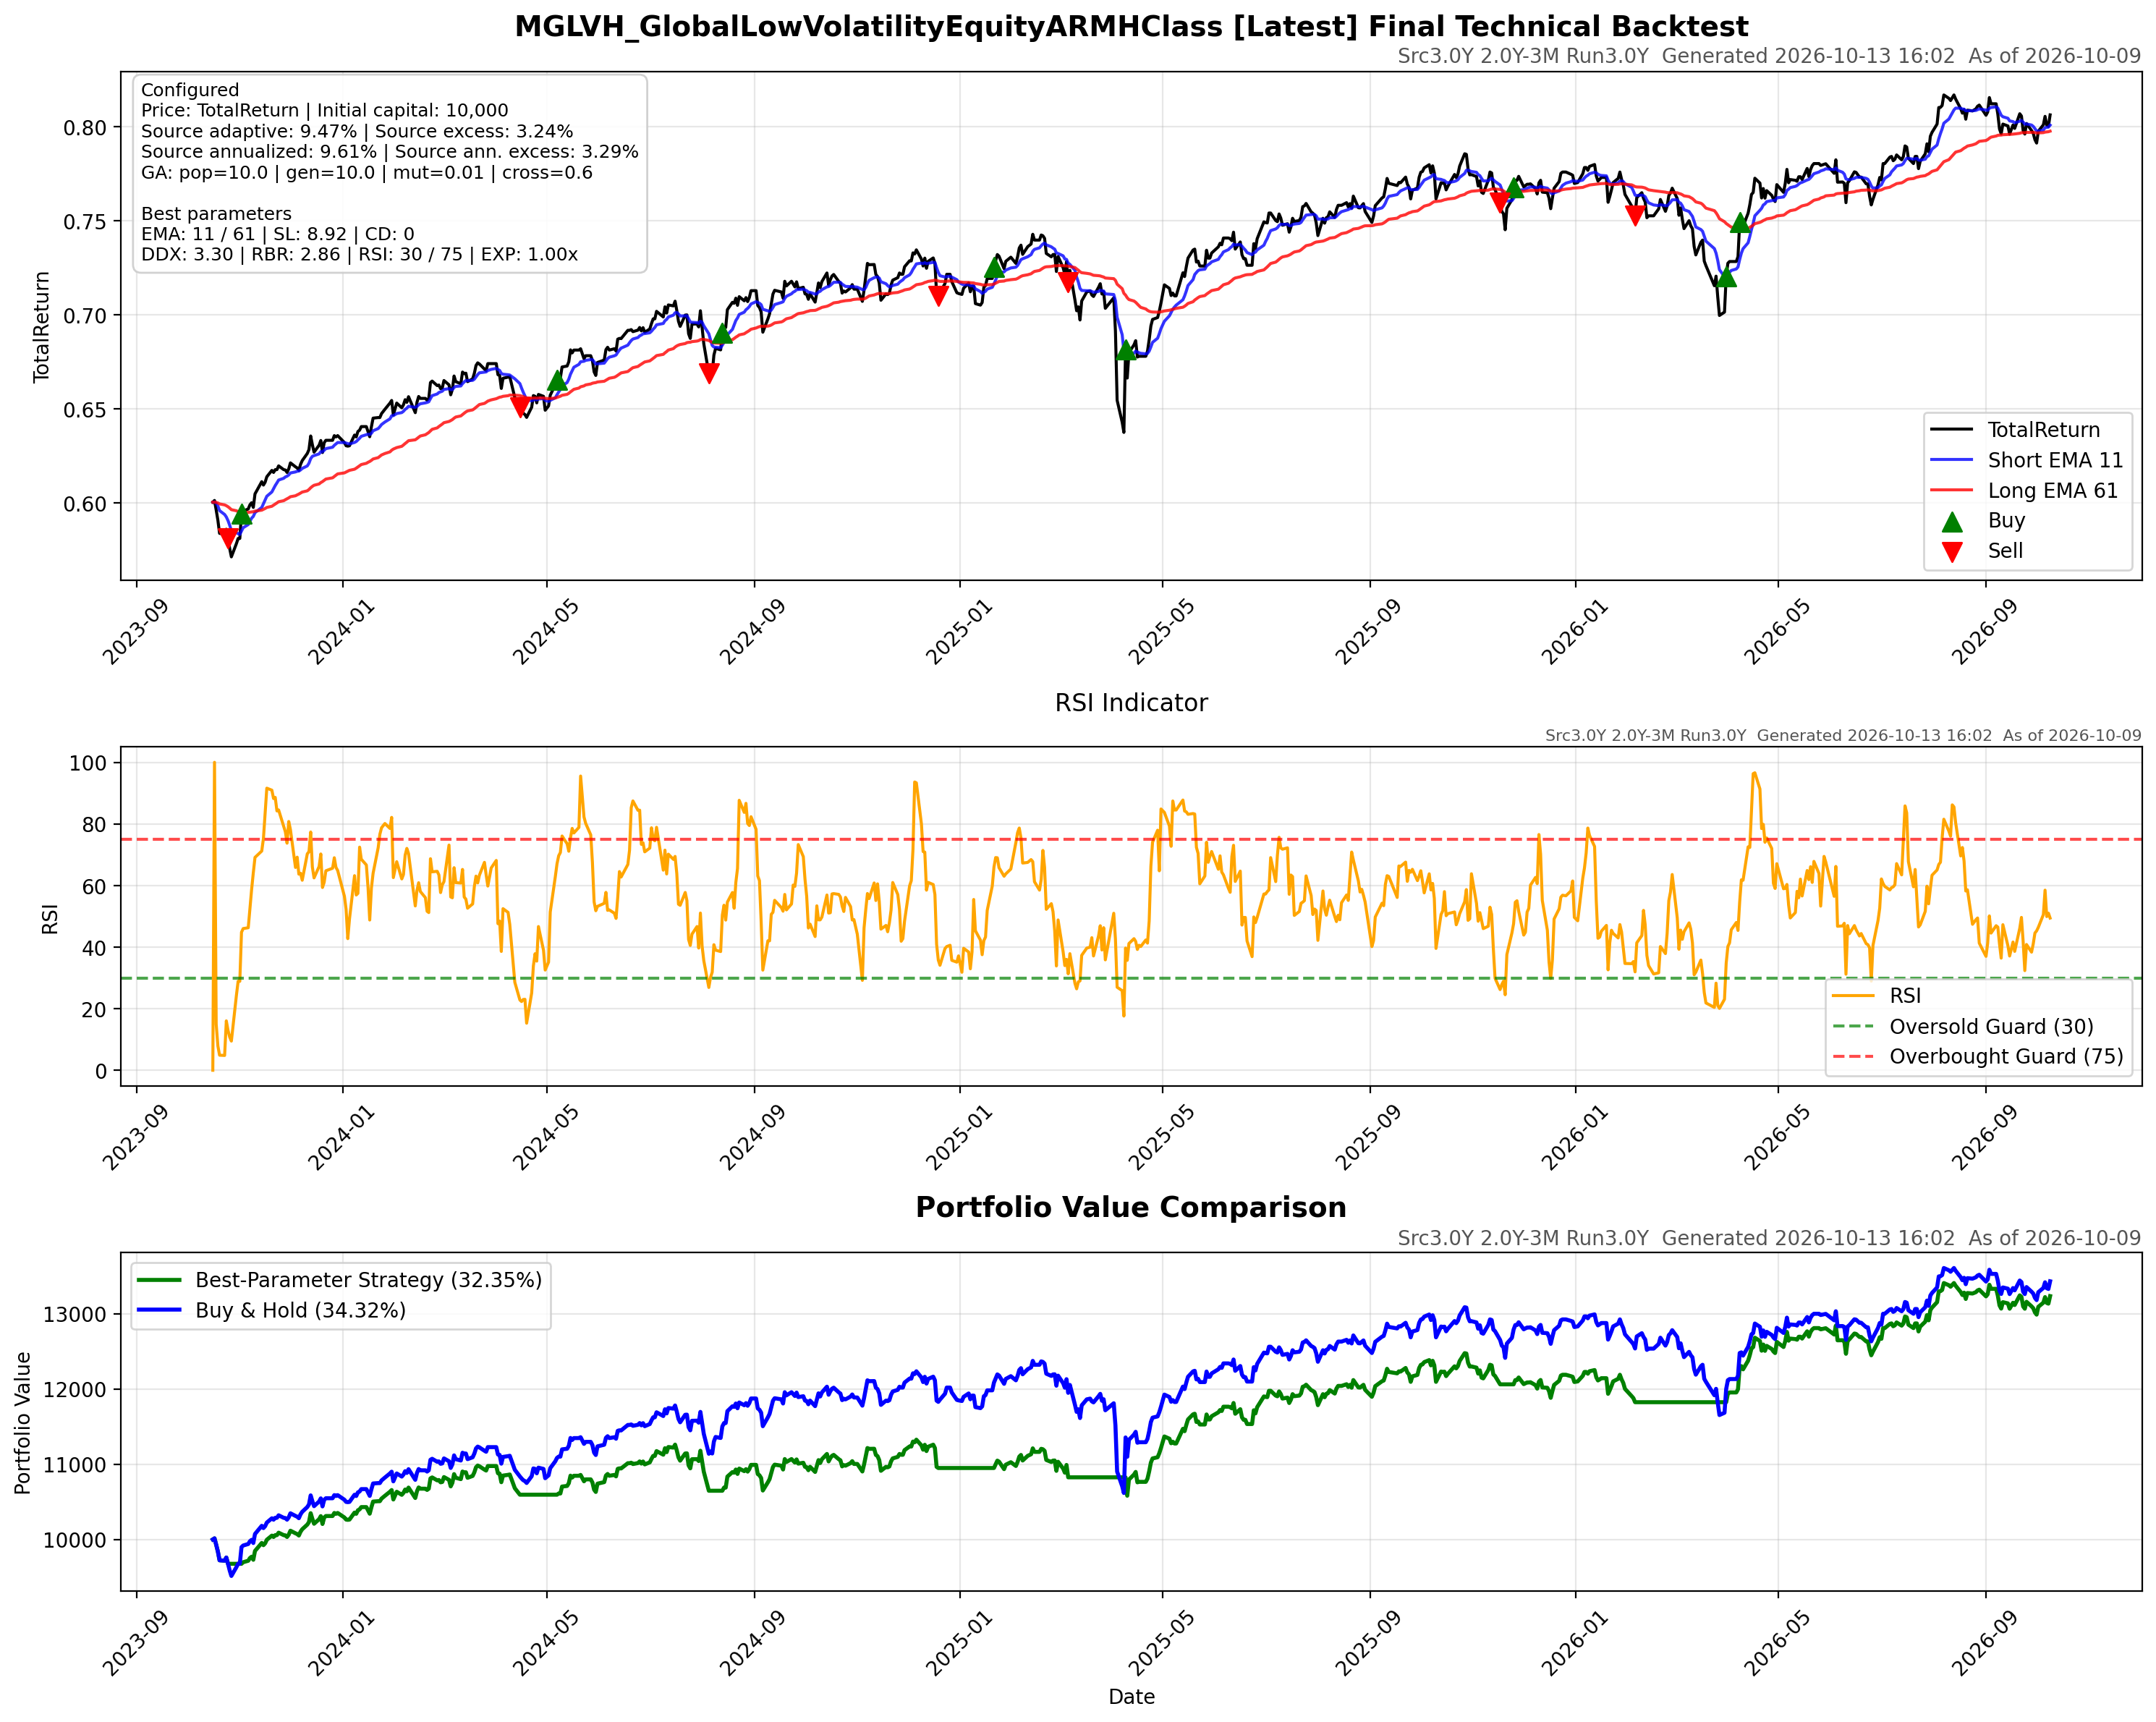 MGLVH_GlobalLowVolatilityEquityARMHClass [Latest] Final Technical Backtest
Src3.0Y 2.0Y-3M Run3.0Y  Generated 2026-10-13 16:02  As of 2026-10-09
Configured
Price: TotalReturn | Initial capital: 10,000
Source adaptive: 9.47% | Source excess: 3.24%
Source annualized: 9.61% | Source ann. excess: 3.29%
GA: pop=10.0 | gen=10.0 | mut=0.01 | cross=0.6
Best parameters
EMA: 11 / 61 | SL: 8.92 | CD: 0
DDX: 3.30 | RBR: 2.86 | RSI: 30 / 75 | EXP: 1.00x
TotalReturn
0.80
0.75
0.70
0.65
0.60
TotalReturn
Short EMA 11
Long EMA 61
Buy
Sell
2023-09
2024-01
2024-05
2024-09
2025-01
2025-05
2025-09
2026-01
2026-05
2026-09
RSI Indicator
Src3.0Y 2.0Y-3M Run3.0Y  Generated 2026-10-13 16:02  As of 2026-10-09
RSI
100
80
60
40
20
0
RSI
Oversold Guard (30)
Overbought Guard (75)
2023-09
2024-01
2024-05
2024-09
2025-01
2025-05
2025-09
2026-01
2026-05
2026-09
Portfolio Value Comparison
Src3.0Y 2.0Y-3M Run3.0Y  Generated 2026-10-13 16:02  As of 2026-10-09
Best-Parameter Strategy (32.35%)
Buy & Hold (34.32%)
Portfolio Value
13000
12000
11000
10000
2023-09
2024-01
2024-05
2024-09
2025-01
2025-05
2025-09
2026-01
2026-05
2026-09
Date